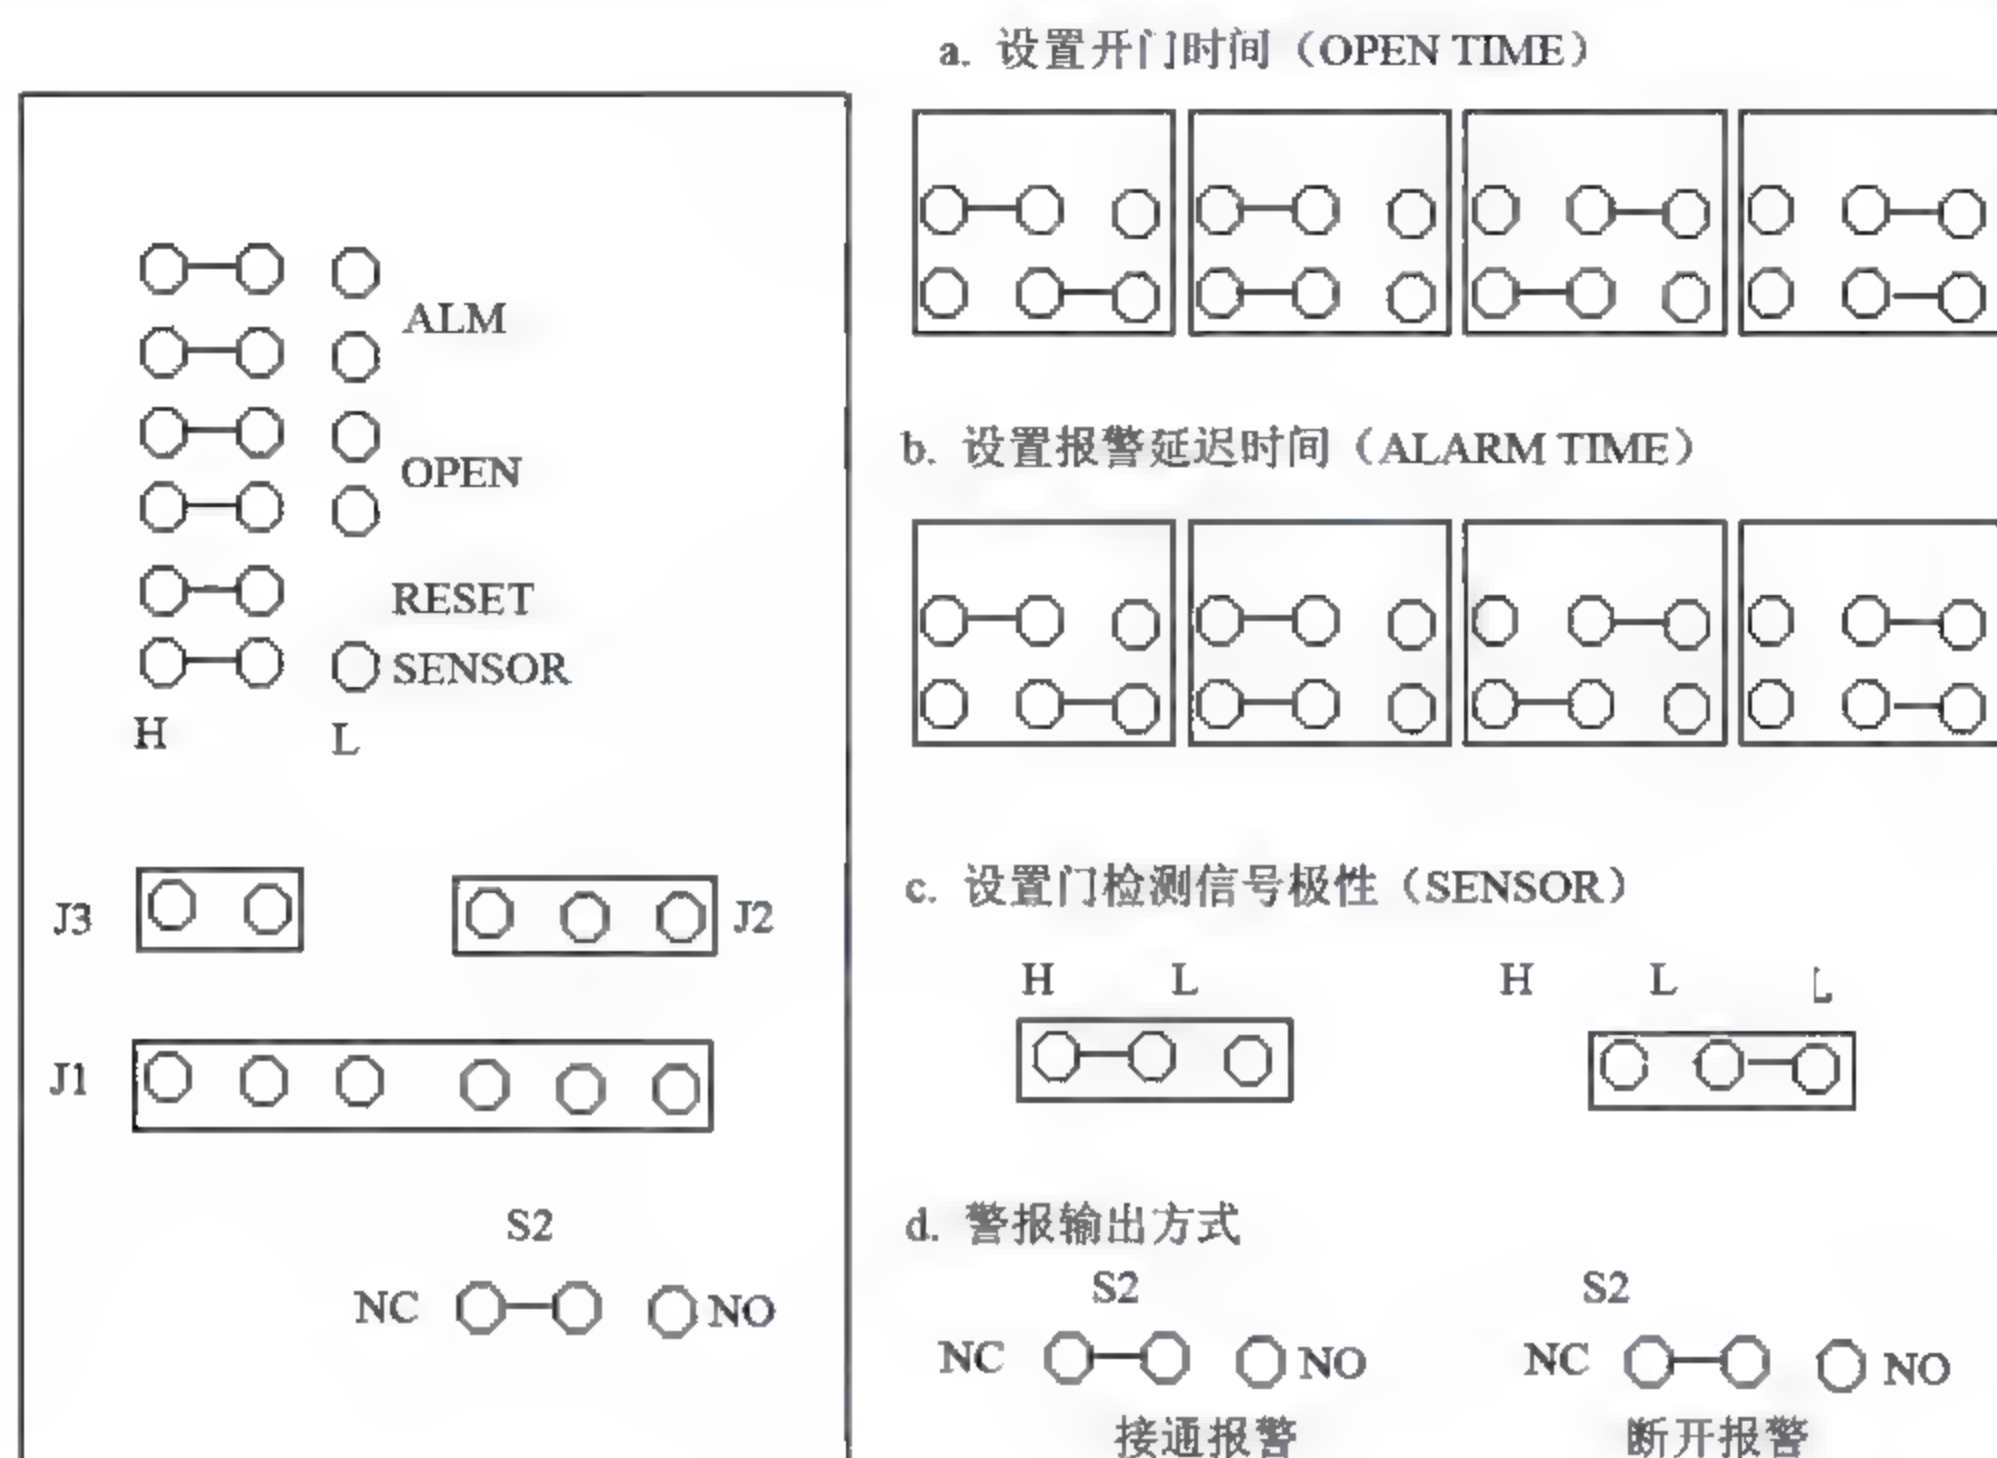 ALM
OPEN
RESET
SENSOR
H L
J3 J2
J1
S2
NC NO
a. 设置开门时间（OPEN TIME）
b. 设置报警延迟时间（ALARM TIME）
c. 设置门检测信号极性（SENSOR）
H L H L L
d. 警报输出方式
S2 S2
NC NO NC NO
接通报警 断开报警